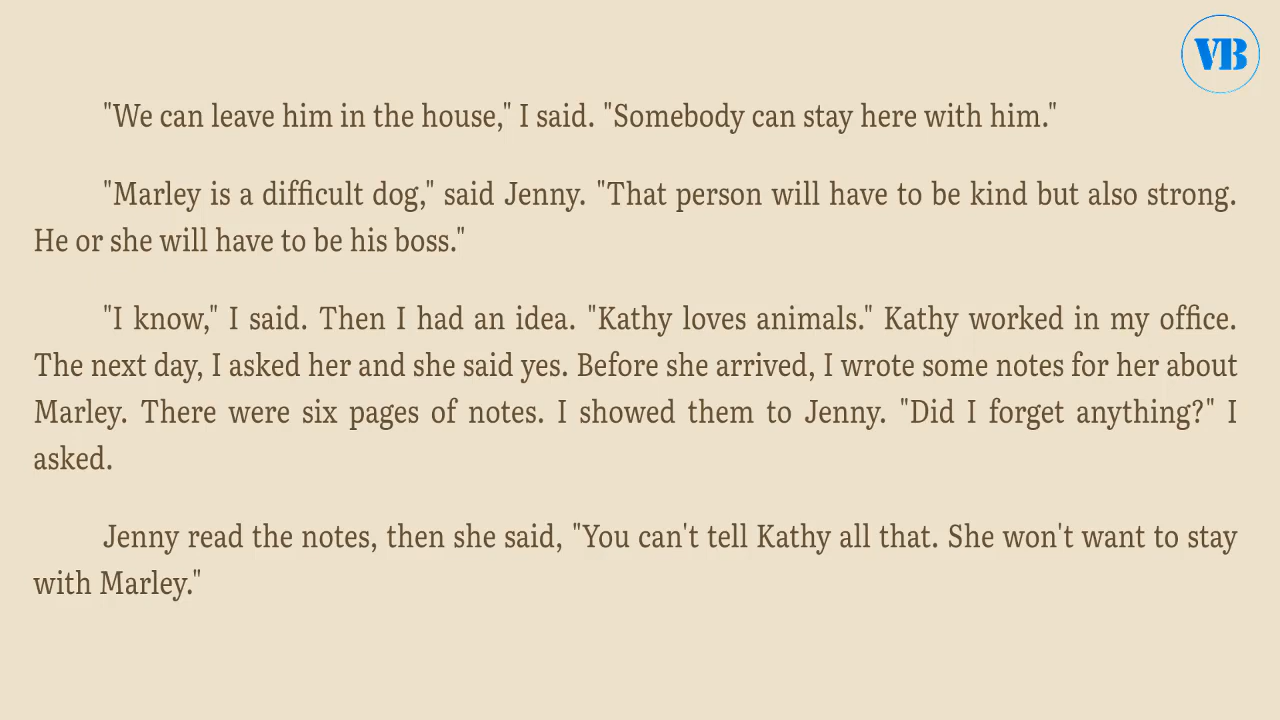 VB
"We can leave him in the house," I said. "Somebody can stay here with him."
"Marley is a difficult dog," said Jenny. "That person will have to be kind but also strong.
He or she will have to be his boss."
"I know," I said. Then I had an idea. "Kathy loves animals." Kathy worked in my office.
The next day, I asked her and she said yes. Before she arrived, I wrote some notes for her about
Marley. There were six pages of notes. I showed them to Jenny. "Did I forget anything?" I
asked.
Jenny read the notes, then she said, "You can't tell Kathy all that. She won't want to stay
with Marley."